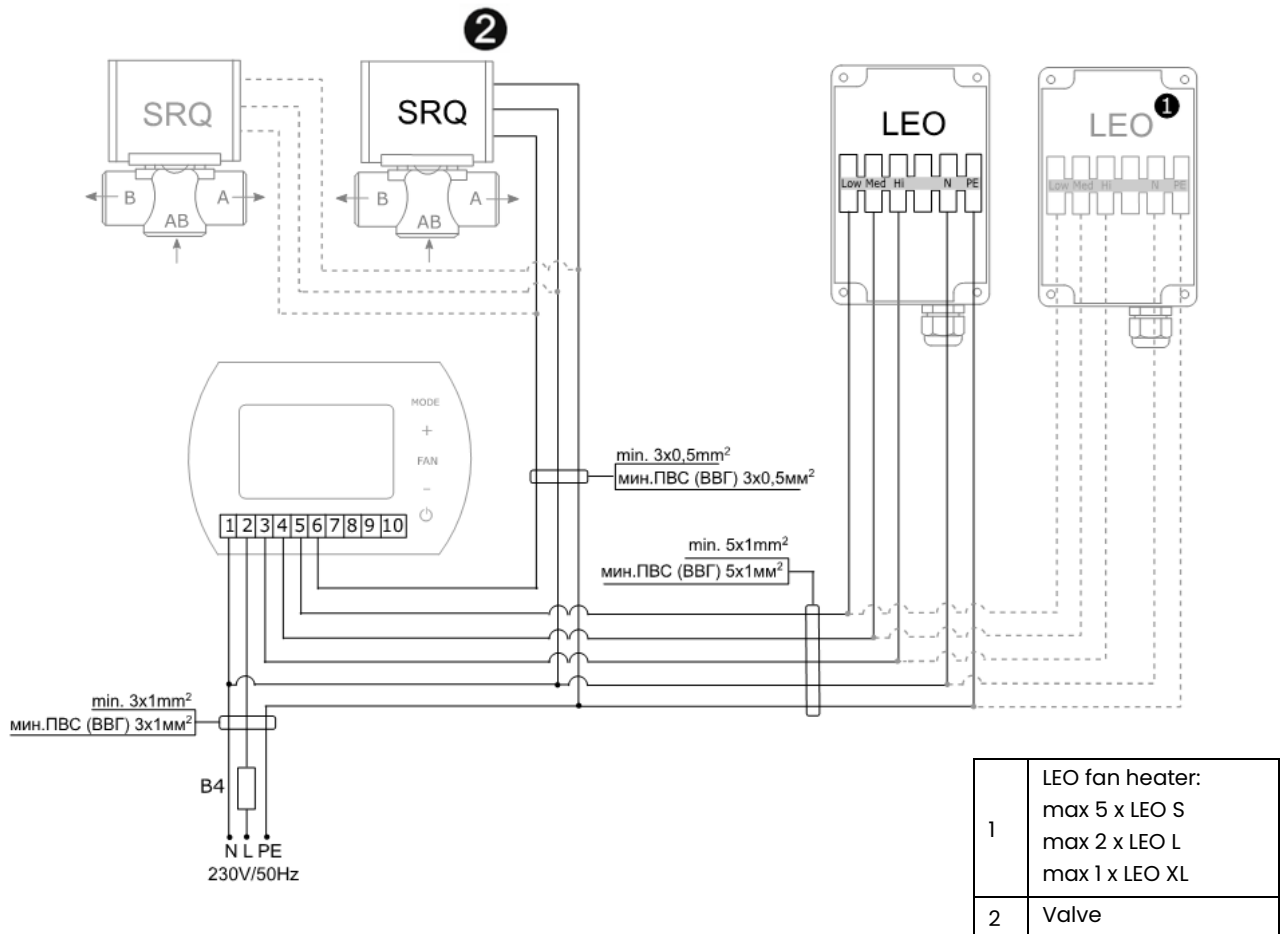 2
SRQ
SRQ
LEO
LEO
1
Low Med Hi N PE
Low Med Hi N PE
B A
AB
B A
AB
MODE
+
FAN
−
1 2 3 4 5 6 7 8 9 10
min. 3x0,5mm²
мин.ПВС (ВВГ) 3x0,5мм²
min. 5x1mm²
мин.ПВС (ВВГ) 5x1мм²
min. 3x1mm²
мин.ПВС (ВВГ) 3x1мм²
B4
N L PE
230V/50Hz
1
LEO fan heater:
max 5 x LEO S
max 2 x LEO L
max 1 x LEO XL
2 Valve